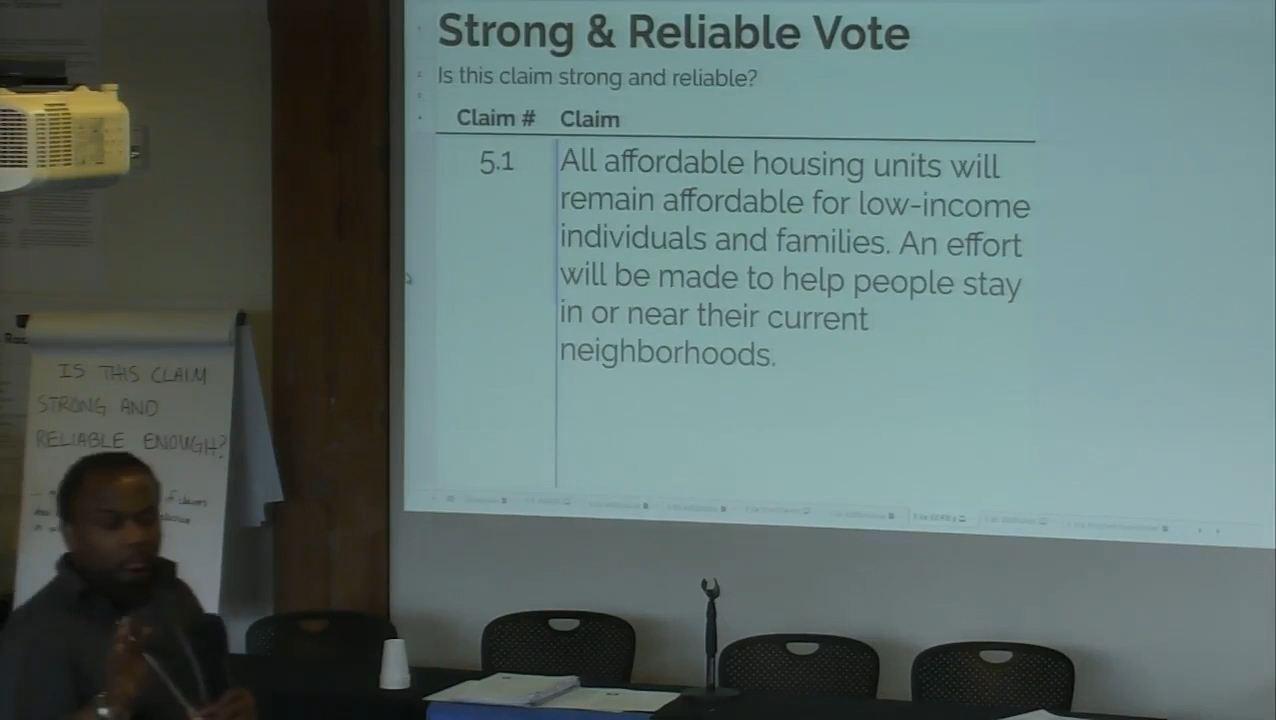 Strong & Reliable Vote
Is this claim strong and reliable?
Claim # Claim
5.1 All affordable housing units will
remain affordable for low-income
individuals and families. An effort
will be made to help people stay
in or near their current
neighborhoods.
IS THIS CLAIM
STRONG AND
RELIABLE ENOUGH?